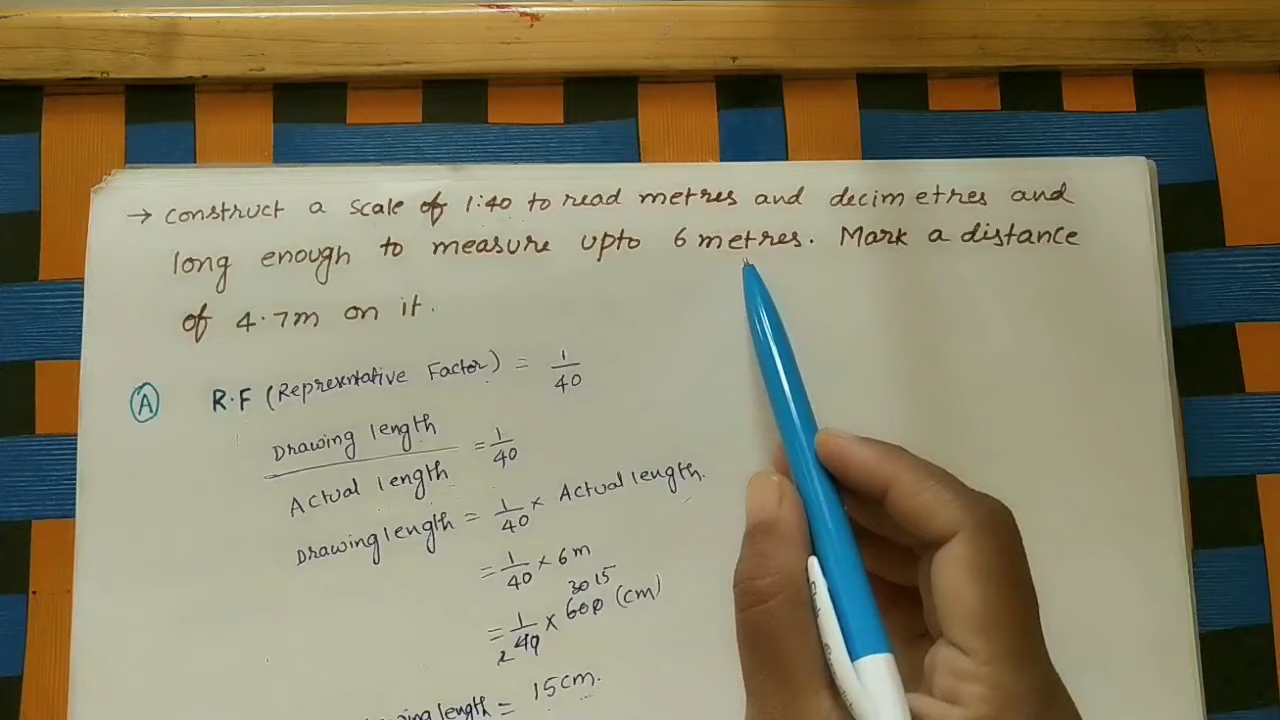 → construct a scale of 1:40 to read metres and decimetres and
long enough to measure upto 6 metres. Mark a distance
of 4.7m on it.
A R.F (Representative Factor) = 1/40
Drawing length / Actual length = 1/40
Drawing length = 1/40 × Actual length.
= 1/40 × 6m
30 15
= 1/40 × 600 (cm)
2
length = 15cm.